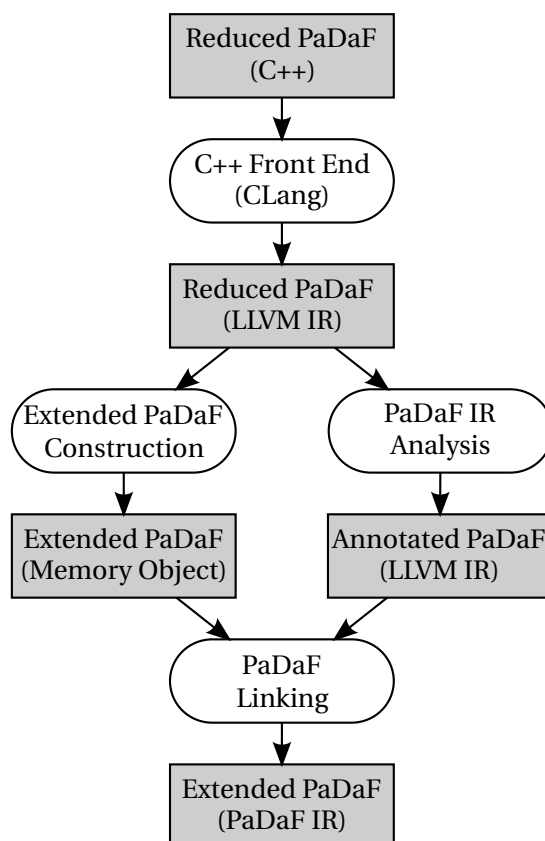 Reduced PaDaF
(C++)
C++ Front End
(CLang)
Reduced PaDaF
(LLVM IR)
Extended PaDaF
Construction
PaDaF IR
Analysis
Extended PaDaF
(Memory Object)
Annotated PaDaF
(LLVM IR)
PaDaF
Linking
Extended PaDaF
(PaDaF IR)